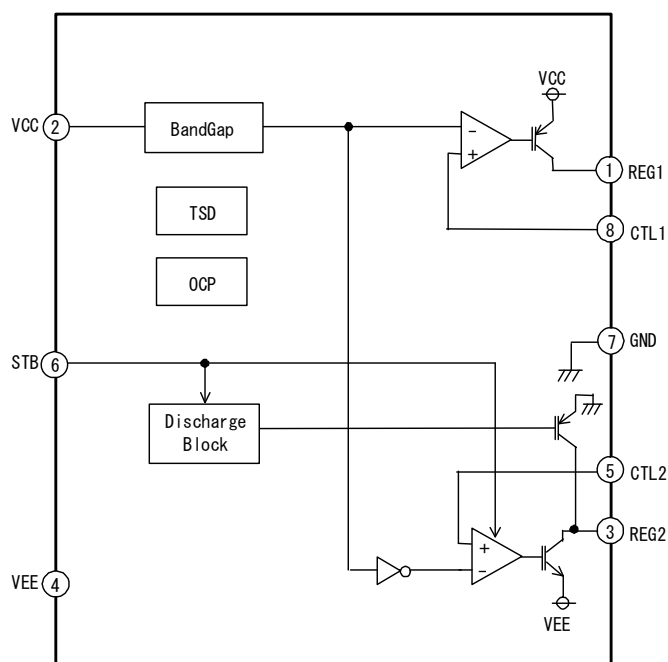 VCC
VCC
2
BandGap
-
+
1
REG1
TSD
8
CTL1
OCP
7
GND
STB
6
Discharge
Block
5
CTL2
+
-
3
REG2
VEE
4
VEE